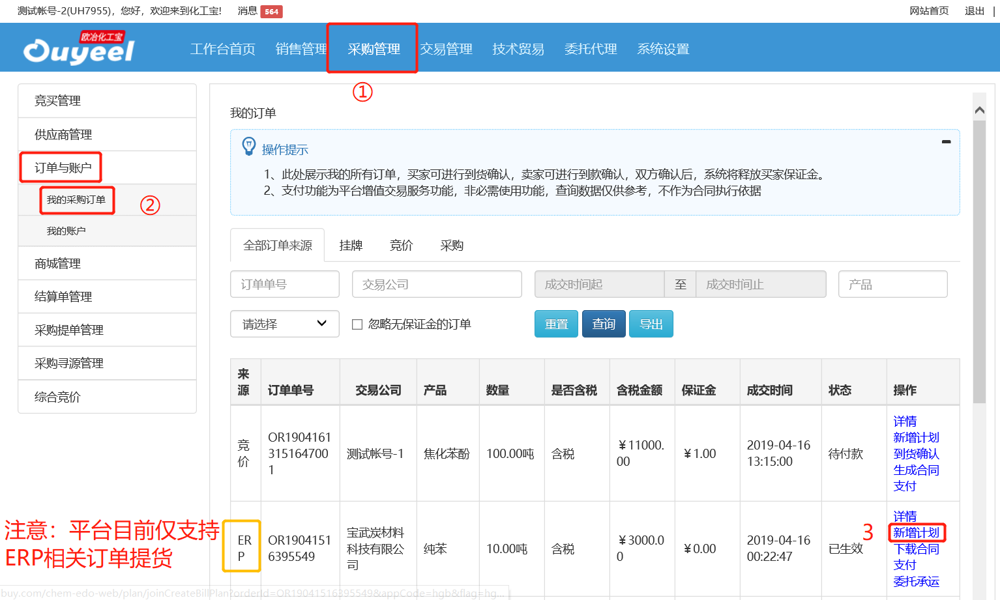 测试帐号-2(UH7955)，您好，欢迎来到化工宝! 消息 564 网站首页 退出 |
欧冶化工宝
Ouyeel
工作台首页 销售管理 采购管理 交易管理 技术贸易 委托代理 系统设置
①
竞买管理
供应商管理
订单与账户
我的采购订单
②
我的账户
商城管理
结算单管理
采购提单管理
采购寻源管理
综合竞价
我的订单
操作提示
1、此处展示我的所有订单，买家可进行到货确认，卖家可进行到款确认，双方确认后，系统将释放买家保证金。
2、支付功能为平台增值交易服务功能，非必需使用功能，查询数据仅供参考，不作为合同执行依据
全部订单来源 挂牌 竞价 采购
订单单号 交易公司 成交时间起 至 成交时间止 产品
请选择 忽略无保证金的订单 重置 查询 导出
来源 订单单号 交易公司 产品 数量 是否含税 含税金额 保证金 成交时间 状态 操作
竞价 OR19041613151647001 测试帐号-1 焦化苯酚 100.00吨 含税 ￥11000.00 ￥1.00 2019-04-16 13:15:00 待付款
详情
新增计划
到货确认
生成合同
支付
ERP OR19041516395549 宝武炭材料科技有限公司 纯苯 10.00吨 含税 ￥3000.00 ￥0.00 2019-04-16 00:22:47 已生效
详情
3 新增计划
下载合同
支付
委托承运
注意：平台目前仅支持
ERP相关订单提货
buy.com/chem-edo-web/plan/joinCreateBillPlan?orderId=OR19041516395549&appCode=hgb&flag=hg...